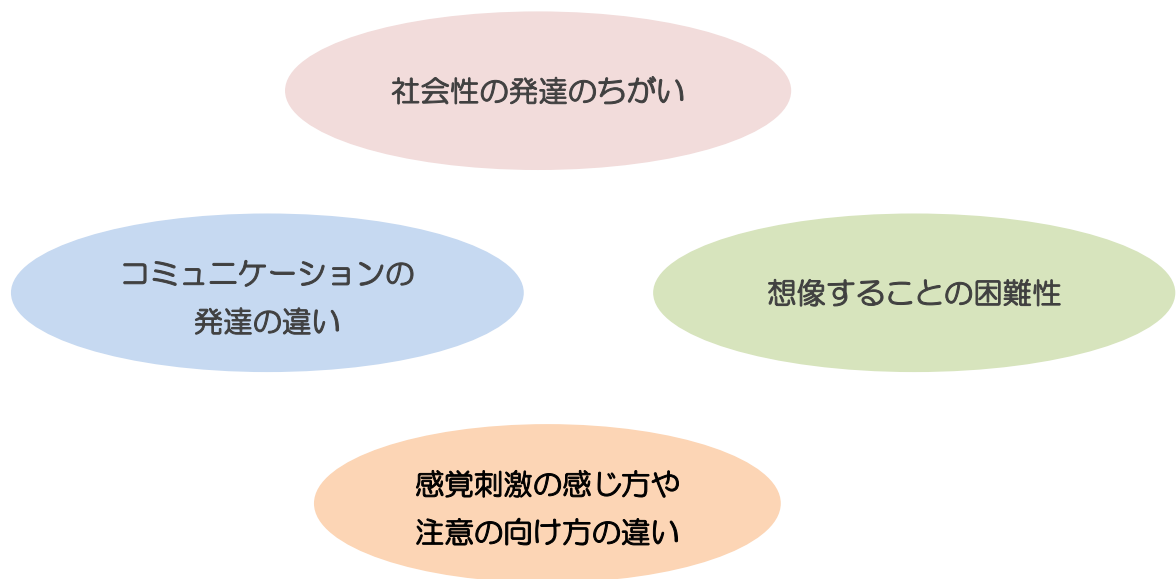 社会性の発達のちがい
コミュニケーションの
発達の違い
想像することの困難性
感覚刺激の感じ方や
注意の向け方の違い